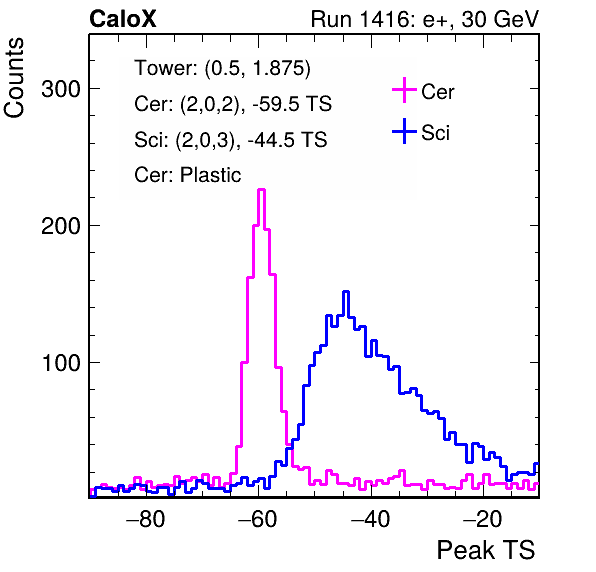 CaloX Run 1416: e+, 30 GeV
Counts
Tower: (0.5, 1.875)
Cer: (2,0,2), -59.5 TS
Sci: (2,0,3), -44.5 TS
Cer: Plastic
Cer
Sci
300
200
100
−80 −60 −40 −20
Peak TS